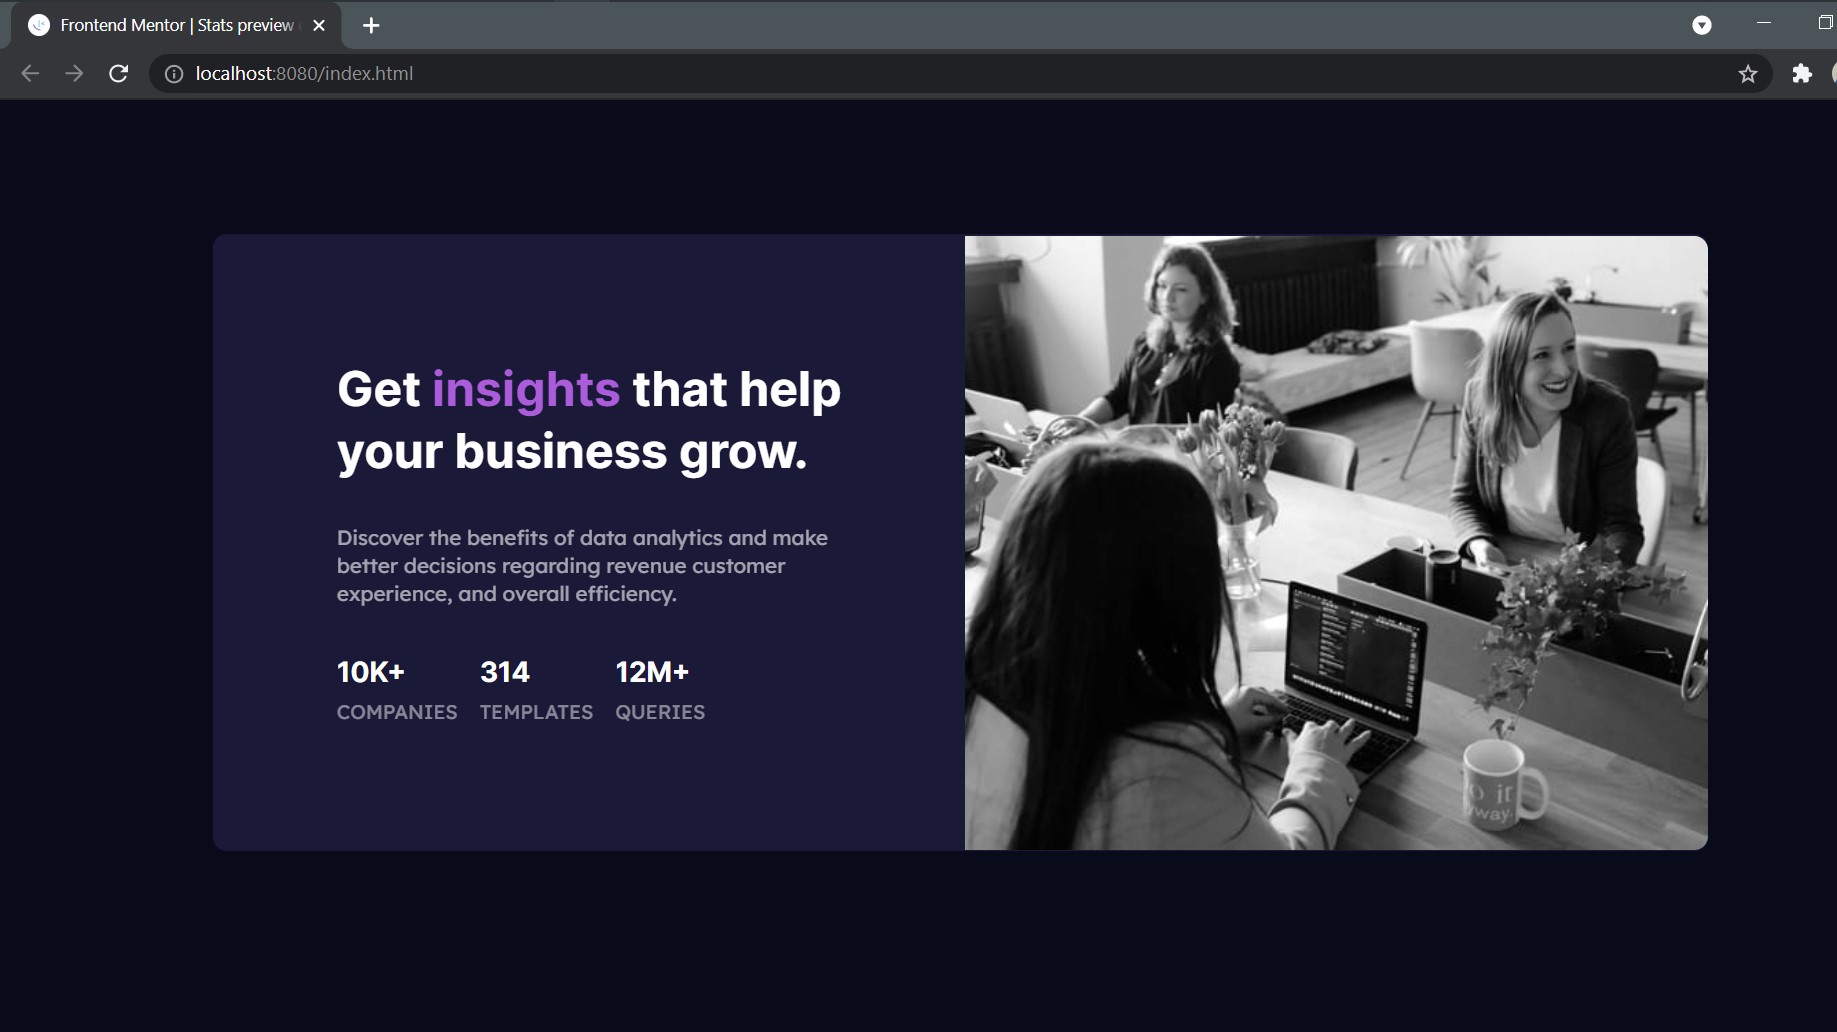 Frontend Mentor | Stats preview
localhost:8080/index.html
Get insights that help
your business grow.
Discover the benefits of data analytics and make
better decisions regarding revenue customer
experience, and overall efficiency.
10K+ 314 12M+
COMPANIES TEMPLATES QUERIES